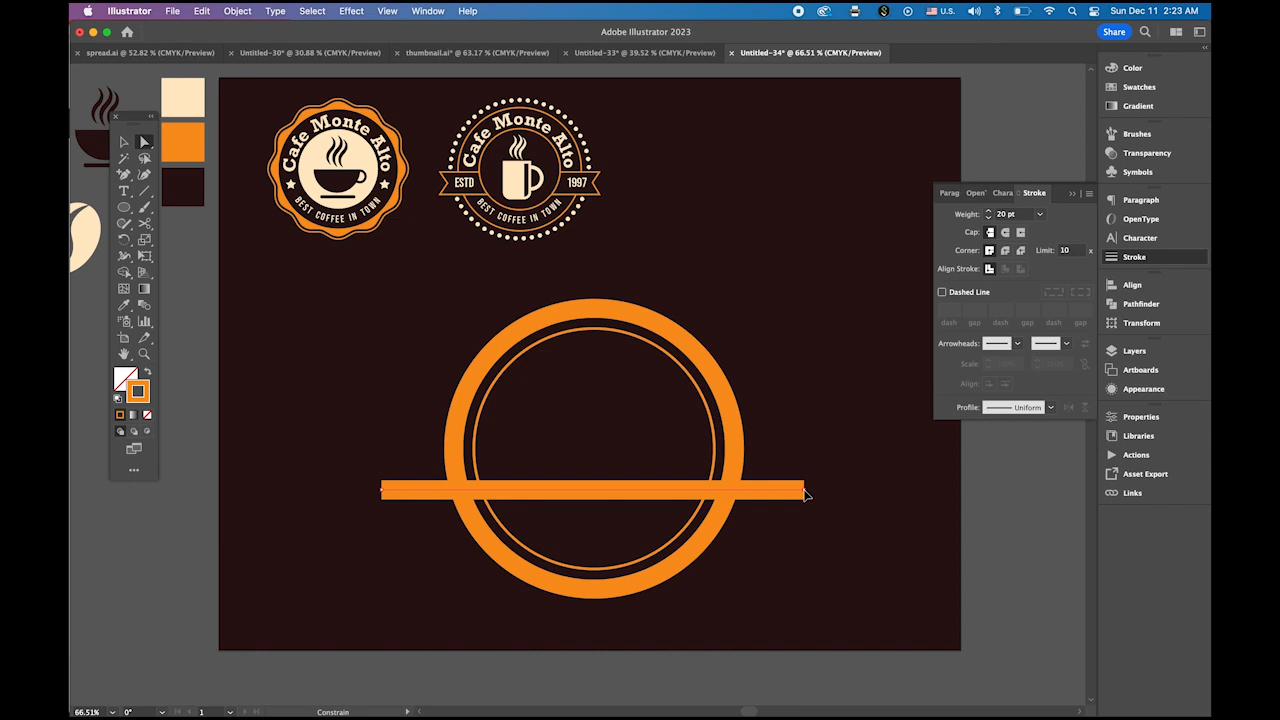 Illustrator File Edit Object Type Select Effect View Window Help
U.S. Sun Dec 11 2:23 AM
Adobe Illustrator 2023
Share
× spread.ai @ 52.82 % (CMYK/Preview)
× Untitled-30* @ 30.88 % (CMYK/Preview)
× thumbnail.ai* @ 63.17 % (CMYK/Preview)
× Untitled-33* @ 39.52 % (CMYK/Preview)
× Untitled-34* @ 66.51 % (CMYK/Preview)
Cafe Monte Alto
BEST COFFEE IN TOWN
Cafe Monte Alto
ESTD 1997
BEST COFFEE IN TOWN
Parag Open Chara Stroke
Weight: 20 pt
Cap:
Corner: Limit: 10 x
Align Stroke:
Dashed Line
dash gap dash gap dash gap
Arrowheads:
Scale:
Align:
Profile: Uniform
Color
Swatches
Gradient
Brushes
Transparency
Symbols
Paragraph
OpenType
Character
Stroke
Align
Pathfinder
Transform
Layers
Artboards
Appearance
Properties
Libraries
Actions
Asset Export
Links
66.51% 0° 1 Constrain